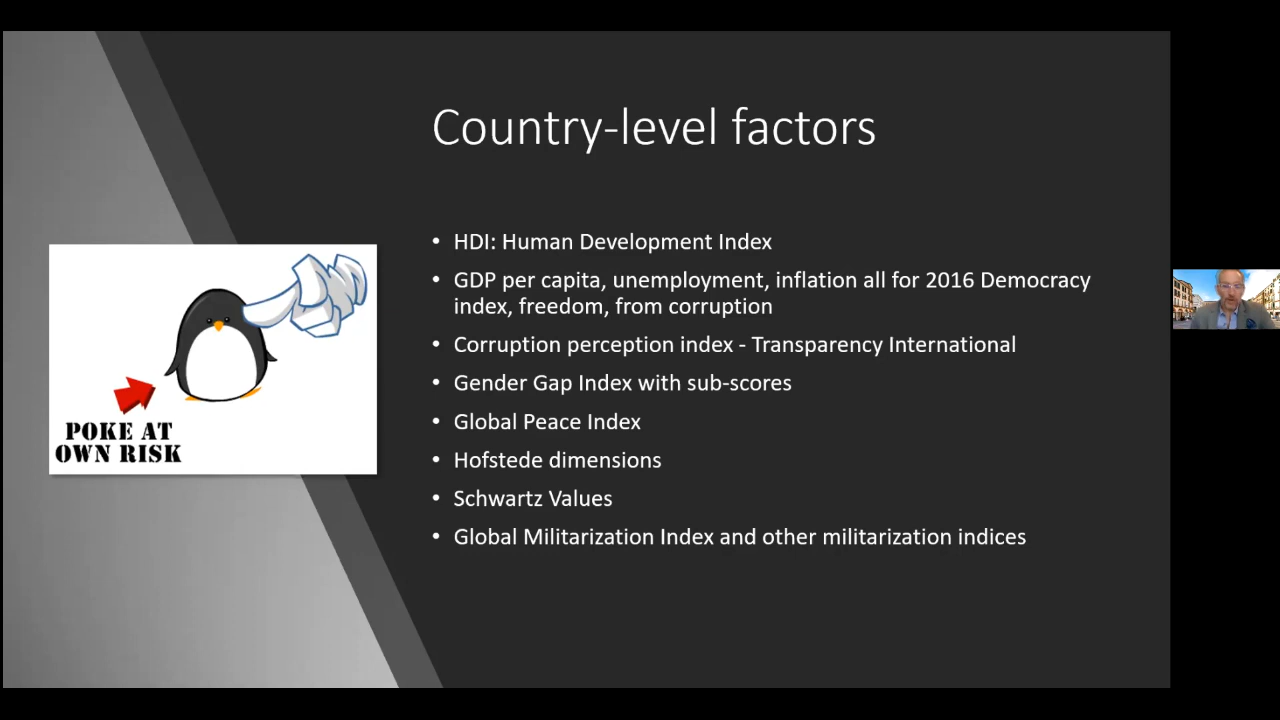 Country-level factors
• HDI: Human Development Index
• GDP per capita, unemployment, inflation all for 2016 Democracy
index, freedom, from corruption
• Corruption perception index - Transparency International
• Gender Gap Index with sub-scores
• Global Peace Index
• Hofstede dimensions
• Schwartz Values
• Global Militarization Index and other militarization indices
POKE AT
OWN RISK